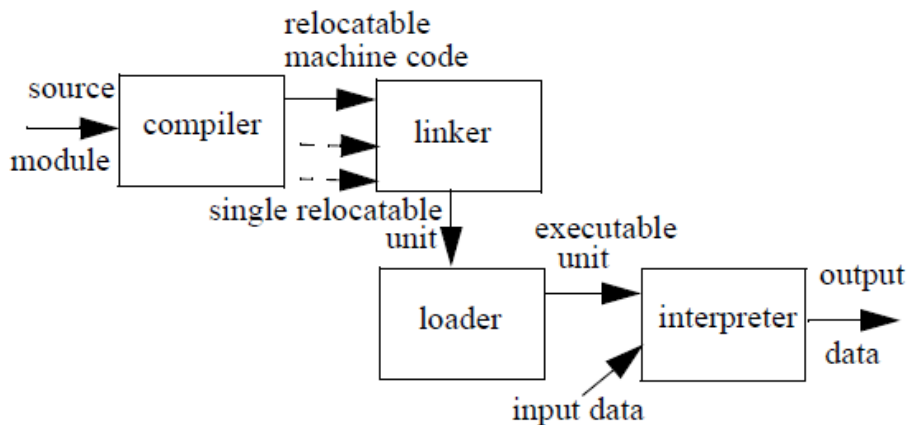 relocatable
machine code
source
module
compiler
linker
single relocatable
unit
executable
unit
loader
interpreter
output
data
input data